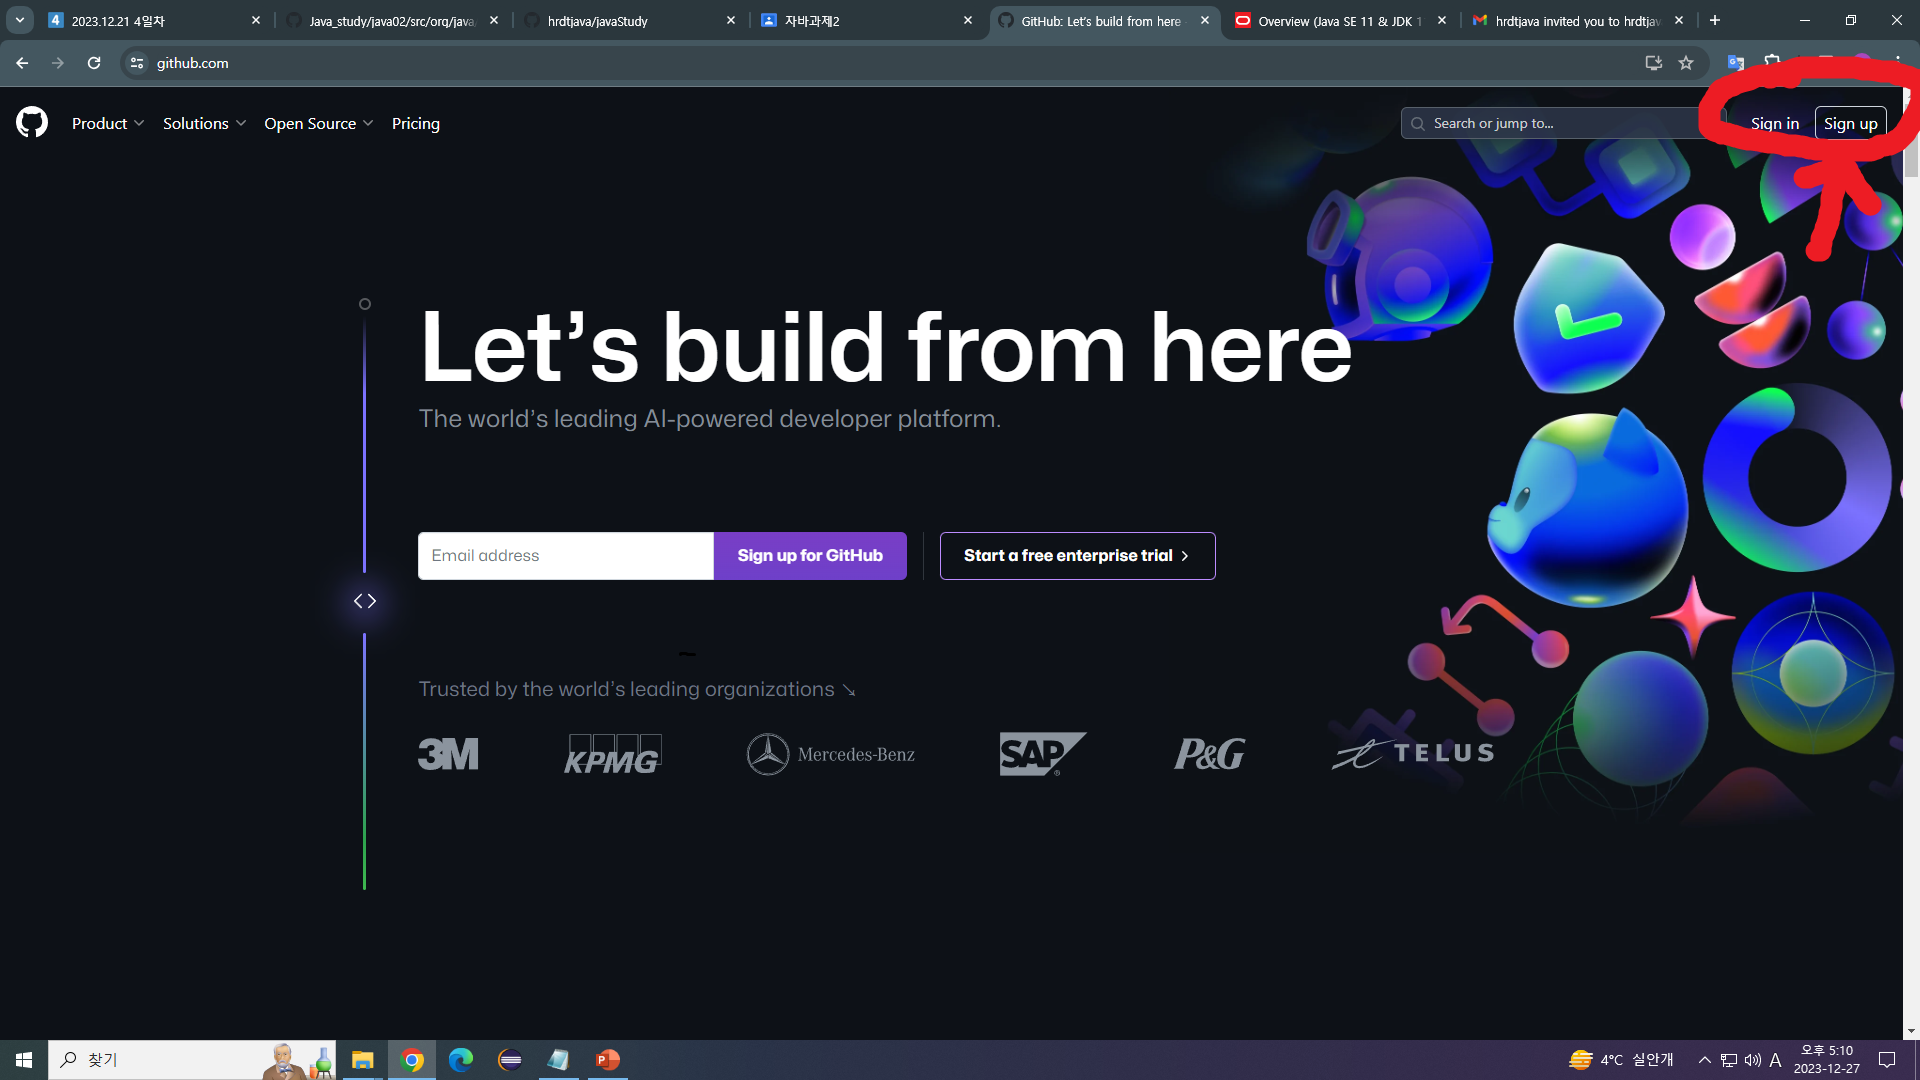 2023.12.21 4일차
Java_study/java02/src/org/java
hrdtjava/javaStudy
자바과제2
GitHub: Let's build from here
Overview (Java SE 11 & JDK 1
hrdtjava invited you to hrdtjav
github.com
Product
Solutions
Open Source
Pricing
Search or jump to...
Sign in
Sign up
Let's build from here
The world's leading AI-powered developer platform.
Email address
Sign up for GitHub
Start a free enterprise trial
Trusted by the world's leading organizations ↘
3M
KPMG
Mercedes-Benz
SAP
P&G
TELUS
찾기
4°C 실안개
A
오후 5:10
2023-12-27